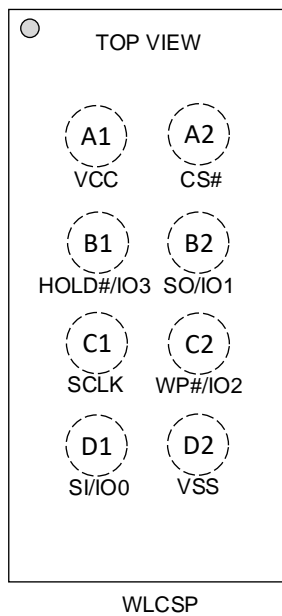 TOP VIEW
A1 A2
VCC CS#
B1 B2
HOLD#/IO3 SO/IO1
C1 C2
SCLK WP#/IO2
D1 D2
SI/IO0 VSS
WLCSP